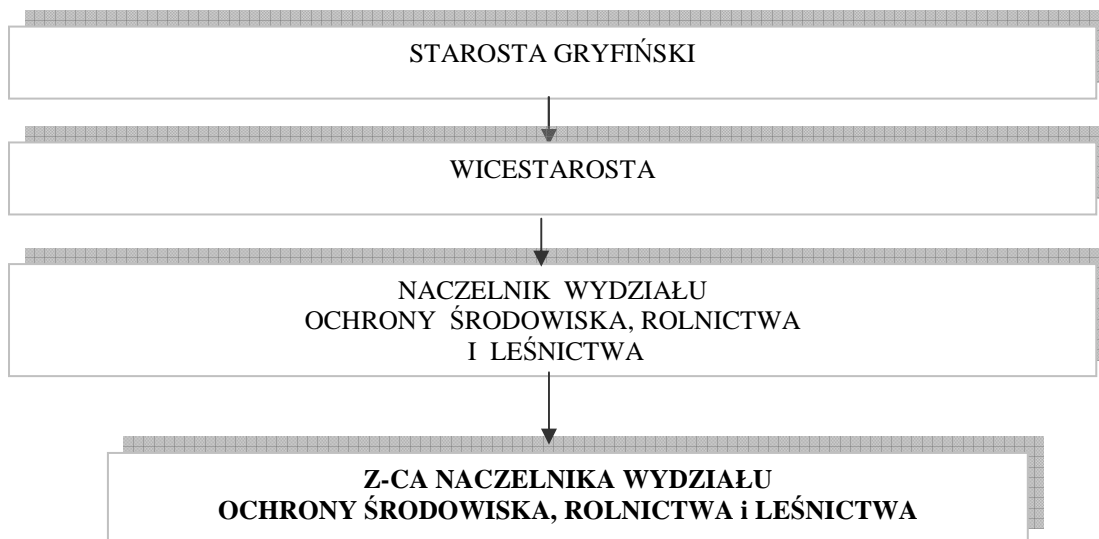 STAROSTA GRYFIŃSKI
WICESTAROSTA
NACZELNIK WYDZIAŁU
OCHRONY ŚRODOWISKA, ROLNICTWA
I LEŚNICTWA
Z-CA NACZELNIKA WYDZIAŁU
OCHRONY ŚRODOWISKA, ROLNICTWA i LEŚNICTWA